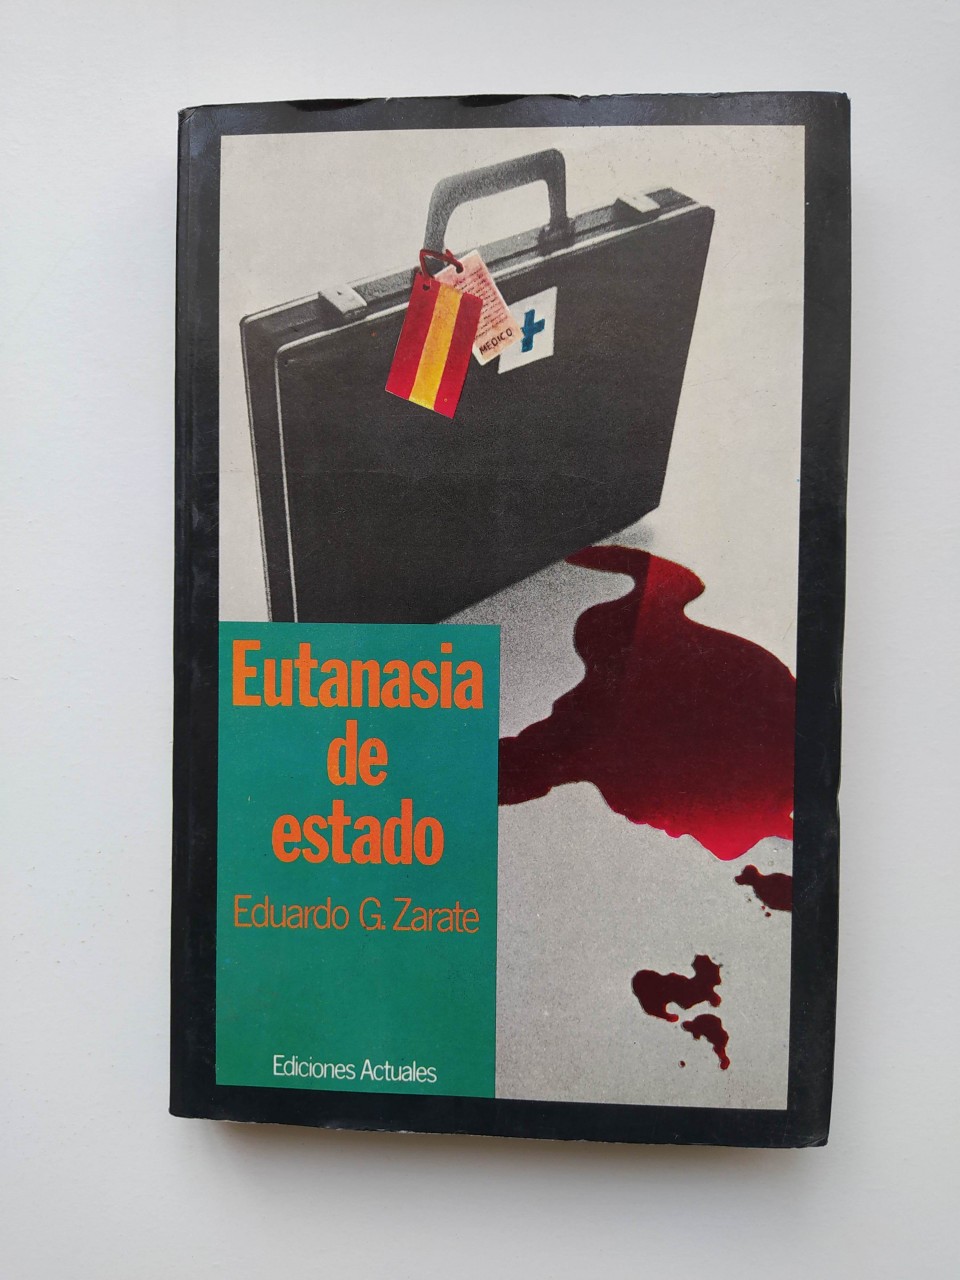 MEDICO
Eutanasia
de
estado
Eduardo G. Zarate
Ediciones Actuales